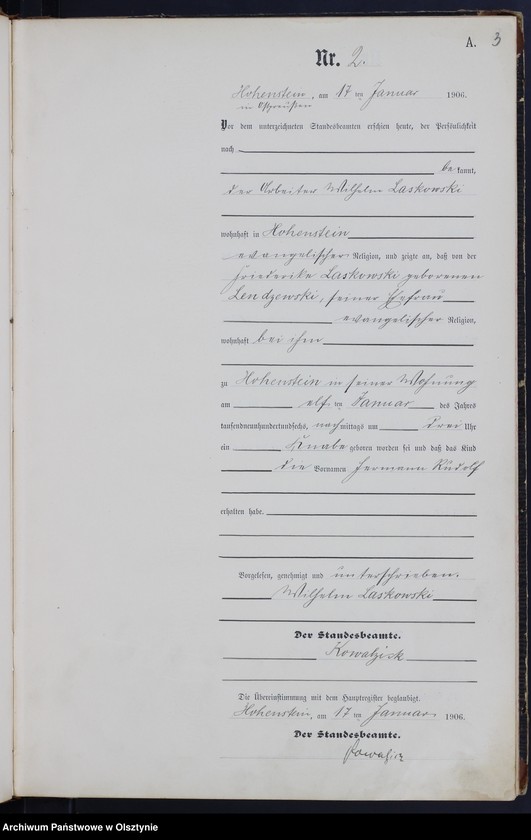 A. 3
Nr. 2.
Hohenstein, am 17 ten Januar 1906.
in Ostpreußen
Vor dem unterzeichneten Standesbeamten erschien heute, der Persönlichkeit
nach
be kannt,
der Arbeiter Wilhelm Laskowski
wohnhaft in Hohenstein
evangelischer Religion, und zeigte an, daß von der
Friederike Laskowski geborenen
Lendzewski, seiner Ehefrau
evangelischer Religion,
wohnhaft bei ihm
zu Hohenstein in seiner Wohnung
am elf ten Januar des Jahres
tausendneunhundertundsechs, nachmittags um drei Uhr
ein Knabe geboren worden sei und daß das Kind
die Vornamen Hermann Rudolf
erhalten habe.
Vorgelesen, genehmigt und unterschrieben.
Wilhelm Laskowski
Der Standesbeamte.
Kowalzick
Die Übereinstimmung mit dem Hauptregister beglaubigt.
Hohenstein, am 17 ten Januar 1906.
Der Standesbeamte.
Archiwum Państwowe w Olsztynie